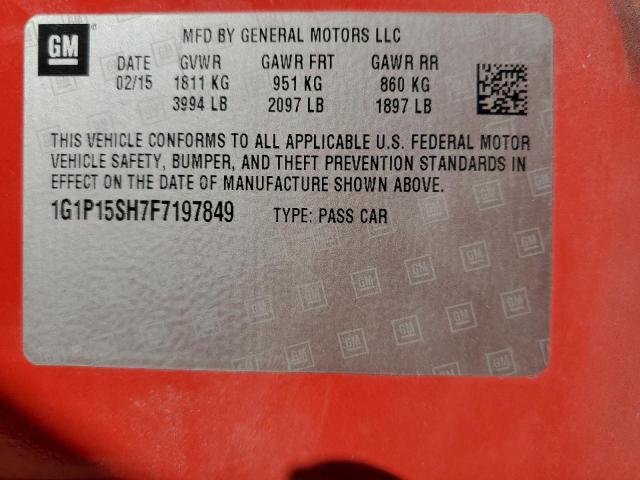 GM
MFD BY GENERAL MOTORS LLC
DATE GVWR GAWR FRT GAWR RR
02/15 1811 KG 951 KG 860 KG
3994 LB 2097 LB 1897 LB
THIS VEHICLE CONFORMS TO ALL APPLICABLE U.S. FEDERAL MOTOR
VEHICLE SAFETY, BUMPER, AND THEFT PREVENTION STANDARDS IN
EFFECT ON THE DATE OF MANUFACTURE SHOWN ABOVE.
1G1P15SH7F7197849 TYPE: PASS CAR